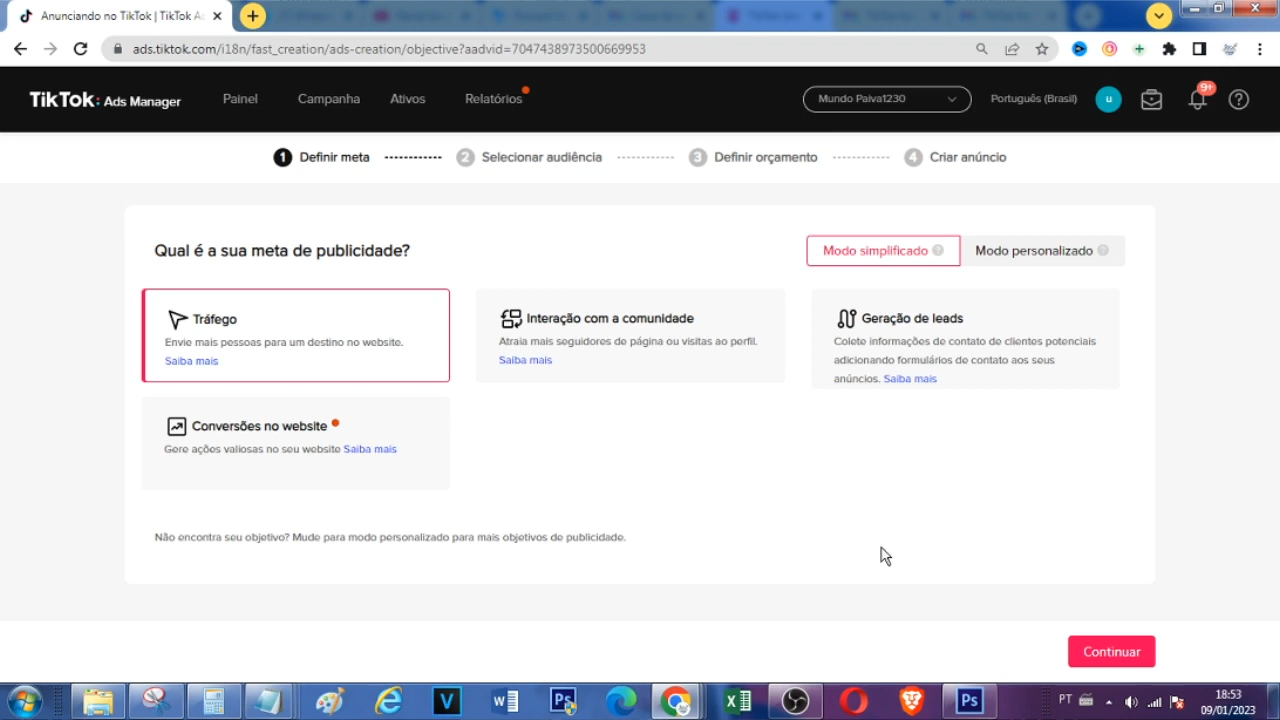 Anunciando no TikTok | TikTok A
ads.tiktok.com/i18n/fast_creation/ads-creation/objective?aadvid=7047438973500669953
TikTok: Ads Manager
Painel
Campanha
Ativos
Relatórios
Mundo Paiva1230
Português (Brasil)
u
9+
1 Definir meta
2 Selecionar audiência
3 Definir orçamento
4 Criar anúncio
Qual é a sua meta de publicidade?
Modo simplificado
Modo personalizado
Tráfego
Envie mais pessoas para um destino no website.
Saiba mais
Interação com a comunidade
Atraia mais seguidores de página ou visitas ao perfil.
Saiba mais
Geração de leads
Colete informações de contato de clientes potenciais
adicionando formulários de contato aos seus
anúncios. Saiba mais
Conversões no website
Gere ações valiosas no seu website Saiba mais
Não encontra seu objetivo? Mude para modo personalizado para mais objetivos de publicidade.
Continuar
PT
18:53
09/01/2023